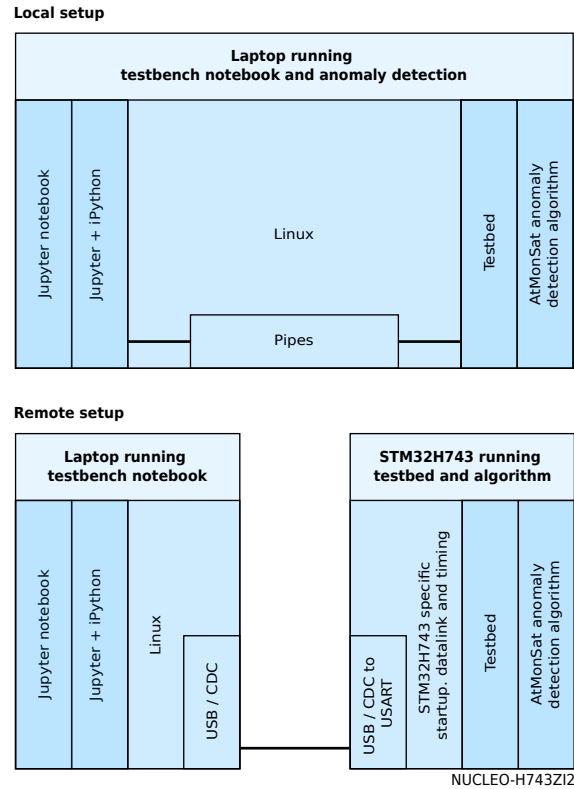 Local setup
Laptop running
testbench notebook and anomaly detection
Jupyter notebook
Jupyter + iPython
Linux
Pipes
Testbed
AtMonSat anomaly
detection algorithm
Remote setup
Laptop running
testbench notebook
Jupyter notebook
Jupyter + iPython
Linux
USB / CDC
STM32H743 running
testbed and algorithm
USB / CDC to
USART
STM32H743 specific
startup. datalink and timing
Testbed
AtMonSat anomaly
detection algorithm
NUCLEO-H743ZI2